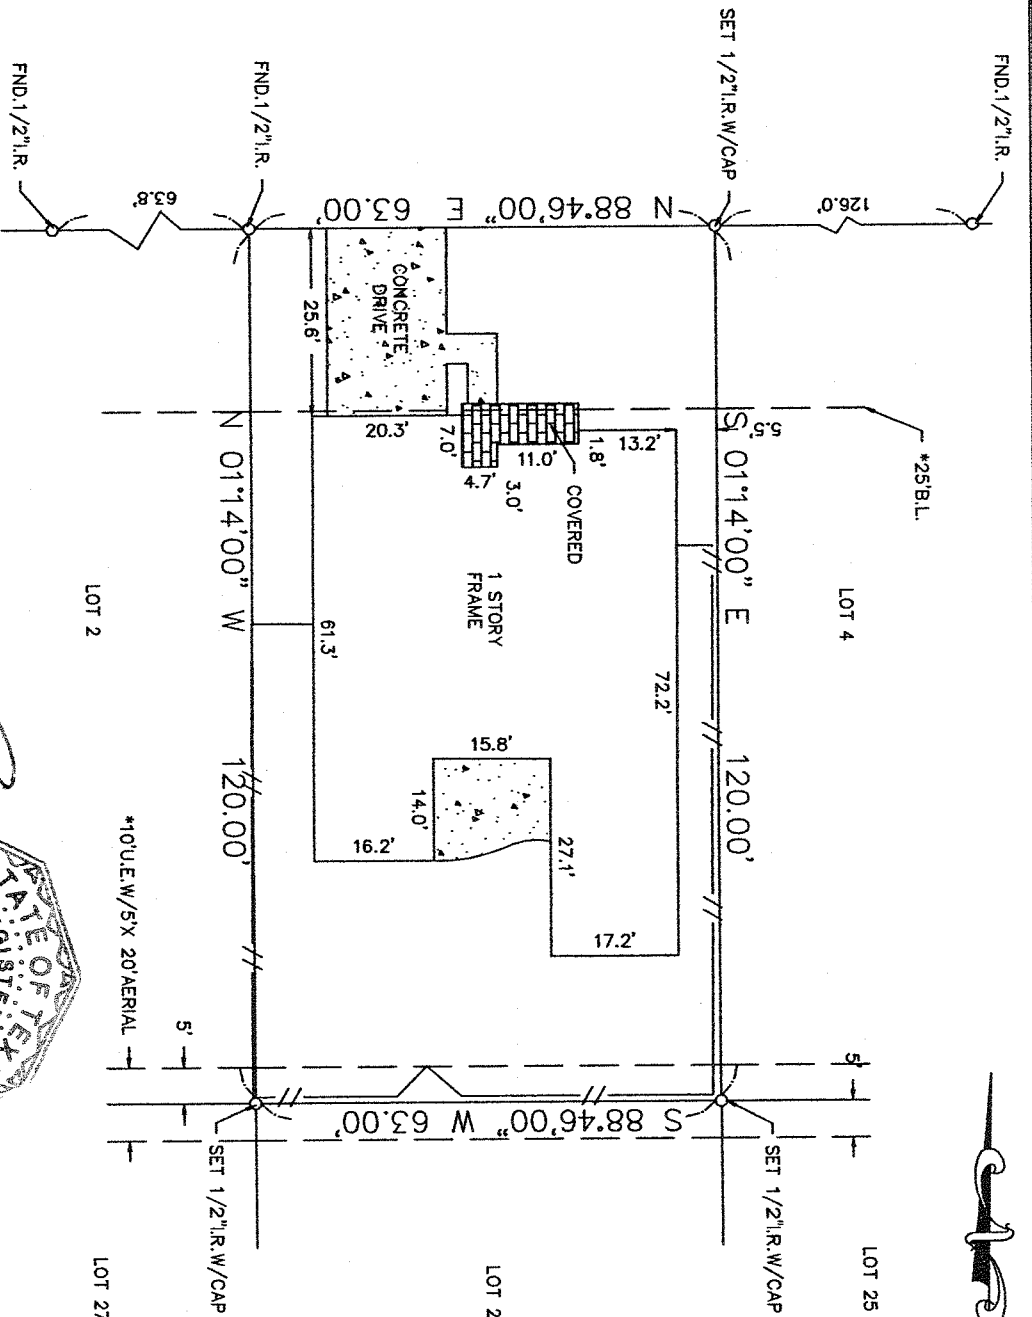 FND.1/2"I.R.
SET 1/2"I.R.W/CAP
FND.1/2"I.R.
FND.1/2"I.R.
126.0'
N 88°46'00" E 63.00'
63.8'
CONCRETE
DRIVE
25.6'
*25'B.L.
5.5'
S 01°14'00" E 120.00'
LOT 4
13.2'
1.8'
11.0'
COVERED
3.0'
4.7'
7.0'
20.3'
1 STORY
FRAME
72.2'
61.3'
15.8'
14.0'
27.1'
16.2'
17.2'
N 01°14'00" W 120.00'
LOT 2
*10'U.E.W/5'X 20'AERIAL
5'
5'
S 88°46'00" W 63.00'
SET 1/2"I.R.W/CAP
SET 1/2"I.R.W/CAP
LOT 25
LOT 2
LOT 27
TATE OF TEX